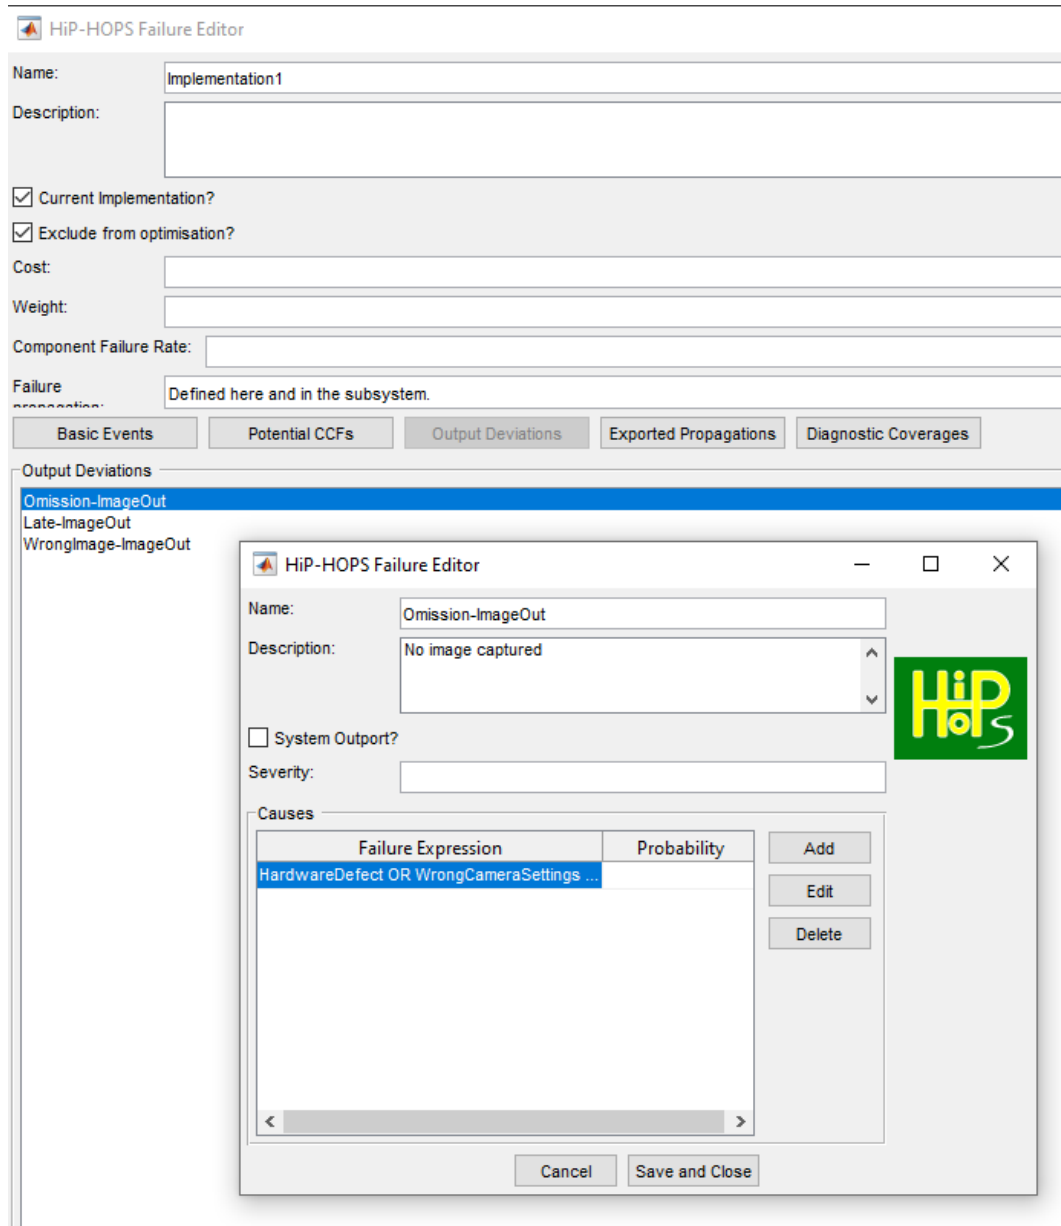 HiP-HOPS Failure Editor
Name:
Implementation1
Description:
Current Implementation?
Exclude from optimisation?
Cost:
Weight:
Component Failure Rate:
Failure
propagation:
Defined here and in the subsystem.
Basic Events
Potential CCFs
Output Deviations
Exported Propagations
Diagnostic Coverages
Output Deviations
Omission-ImageOut
Late-ImageOut
WrongImage-ImageOut
HiP-HOPS Failure Editor
Name:
Omission-ImageOut
Description:
No image captured
HiP
HoPS
System Outport?
Severity:
Causes
Failure Expression
Probability
HardwareDefect OR WrongCameraSettings ...
Add
Edit
Delete
Cancel
Save and Close